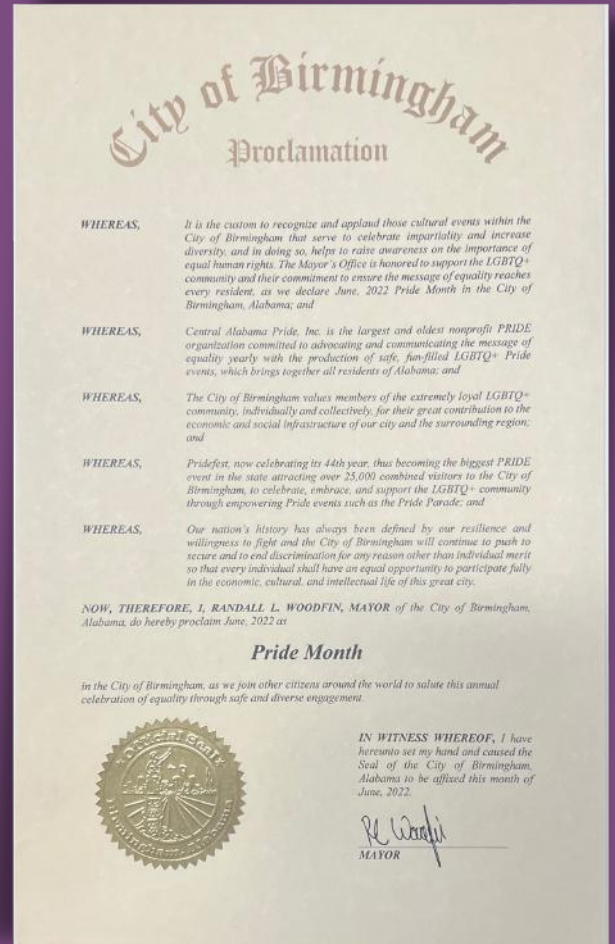 City of Birmingham
Proclamation
WHEREAS, It is the custom to recognize and applaud those cultural events within the
City of Birmingham that serve to celebrate impartiality and increase
diversity, and in doing so, helps to raise awareness on the importance of
equal human rights. The Mayor's Office is honored to support the LGBTQ+
community and their commitment to ensure the message of equality reaches
every resident, as we declare June, 2022 Pride Month in the City of
Birmingham, Alabama; and
WHEREAS, Central Alabama Pride, Inc. is the largest and oldest nonprofit PRIDE
organization committed to advocating and communicating the message of
equality yearly with the production of safe, fun-filled LGBTQ+ Pride
events, which brings together all residents of Alabama; and
WHEREAS, The City of Birmingham values members of the extremely loyal LGBTQ+
community, individually and collectively, for their great contribution to the
economic and social infrastructure of our city and the surrounding region;
and
WHEREAS, Pridefest, now celebrating its 44th year, thus becoming the biggest PRIDE
event in the state attracting over 25,000 combined visitors to the City of
Birmingham, to celebrate, embrace, and support the LGBTQ+ community
through empowering Pride events such as the Pride Parade; and
WHEREAS, Our nation's history has always been defined by our resilience and
willingness to fight and the City of Birmingham will continue to push to
secure and to end discrimination for any reason other than individual merit
so that every individual shall have an equal opportunity to participate fully
in the economic, cultural, and intellectual life of this great city.
NOW, THEREFORE, I, RANDALL L. WOODFIN, MAYOR of the City of Birmingham,
Alabama, do hereby proclaim June, 2022 as
Pride Month
in the City of Birmingham, as we join other citizens around the world to salute this annual
celebration of equality through safe and diverse engagement.
IN WITNESS WHEREOF, I have
hereunto set my hand and caused the
Seal of the City of Birmingham,
Alabama to be affixed this month of
June, 2022.
MAYOR
Official Seal
Birmingham, Alabama